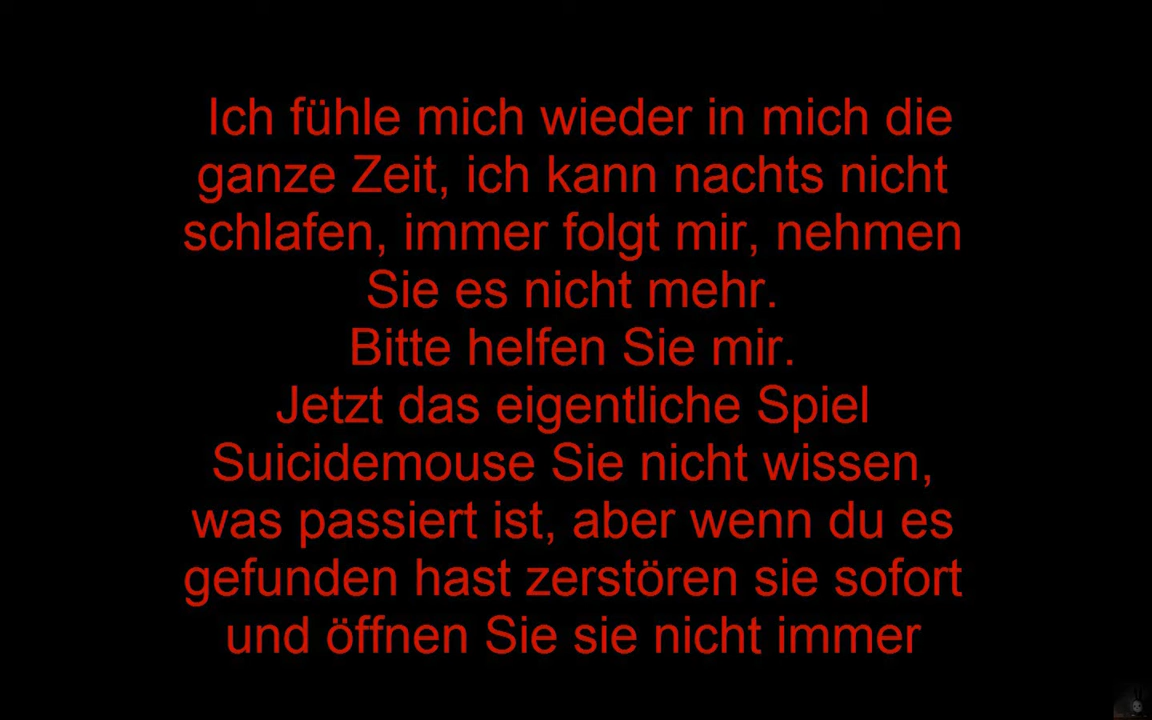 Ich fühle mich wieder in mich die
ganze Zeit, ich kann nachts nicht
schlafen, immer folgt mir, nehmen
Sie es nicht mehr.
Bitte helfen Sie mir.
Jetzt das eigentliche Spiel
Suicidemouse Sie nicht wissen,
was passiert ist, aber wenn du es
gefunden hast zerstören sie sofort
und öffnen Sie sie nicht immer